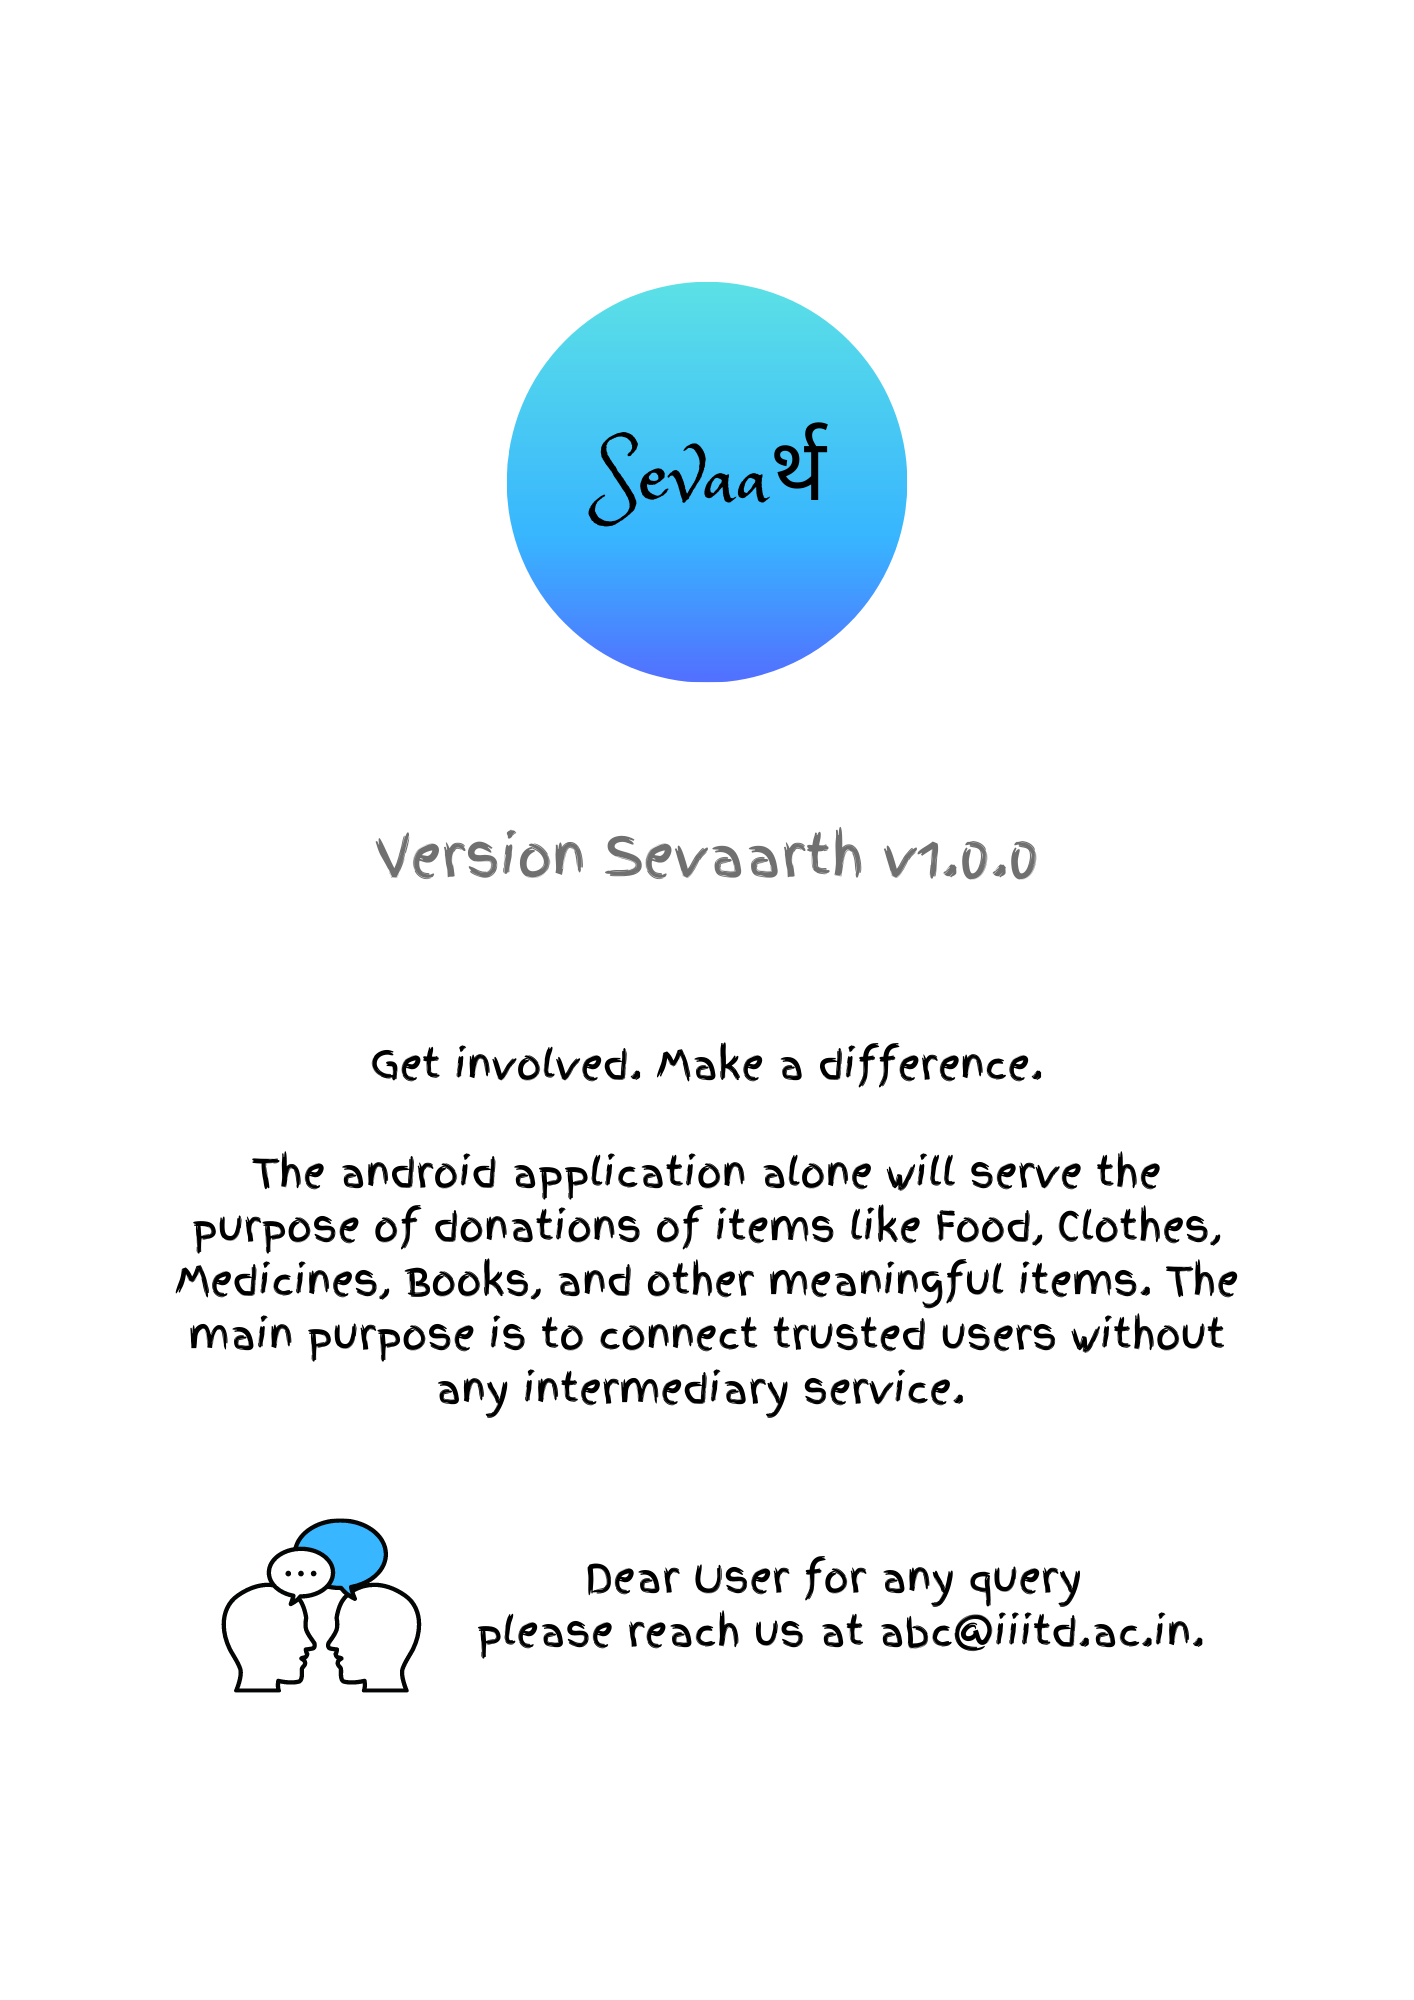 Sevaaर्थ
Version Sevaarth v1.0.0
Get involved. Make a difference.
The android application alone will serve the
purpose of donations of items like Food, Clothes,
Medicines, Books, and other meaningful items. The
main purpose is to connect trusted users without
any intermediary service.
Dear User for any query
please reach us at abc@iiitd.ac.in.